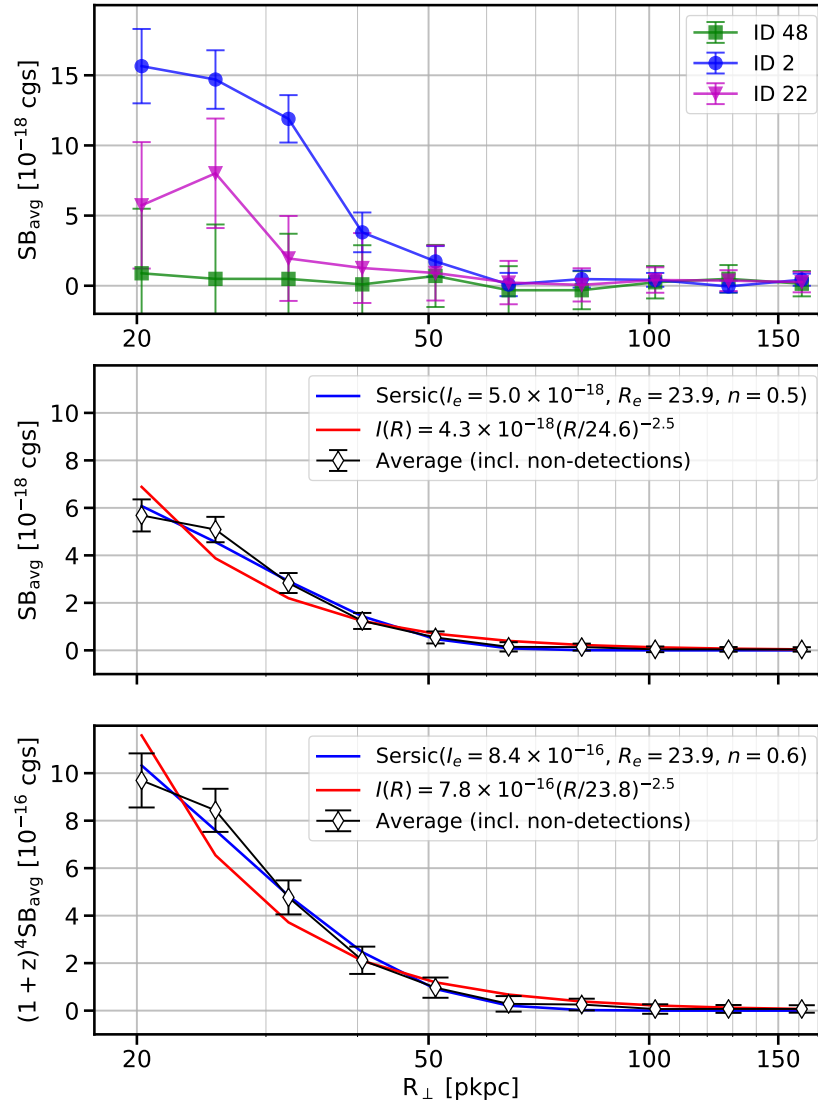 ID 48
ID 2
ID 22
15
10
5
0
SB_avg [10^−18 cgs]
20
50
100
150
Sersic(I_e = 5.0 × 10^−18, R_e = 23.9, n = 0.5)
I(R) = 4.3 × 10^−18(R/24.6)^−2.5
Average (incl. non-detections)
10
8
6
4
2
0
SB_avg [10^−18 cgs]
Sersic(I_e = 8.4 × 10^−16, R_e = 23.9, n = 0.6)
I(R) = 7.8 × 10^−16(R/23.8)^−2.5
Average (incl. non-detections)
10
8
6
4
2
0
(1 + z)^4SB_avg [10^−16 cgs]
20
50
100
150
R_⊥ [pkpc]